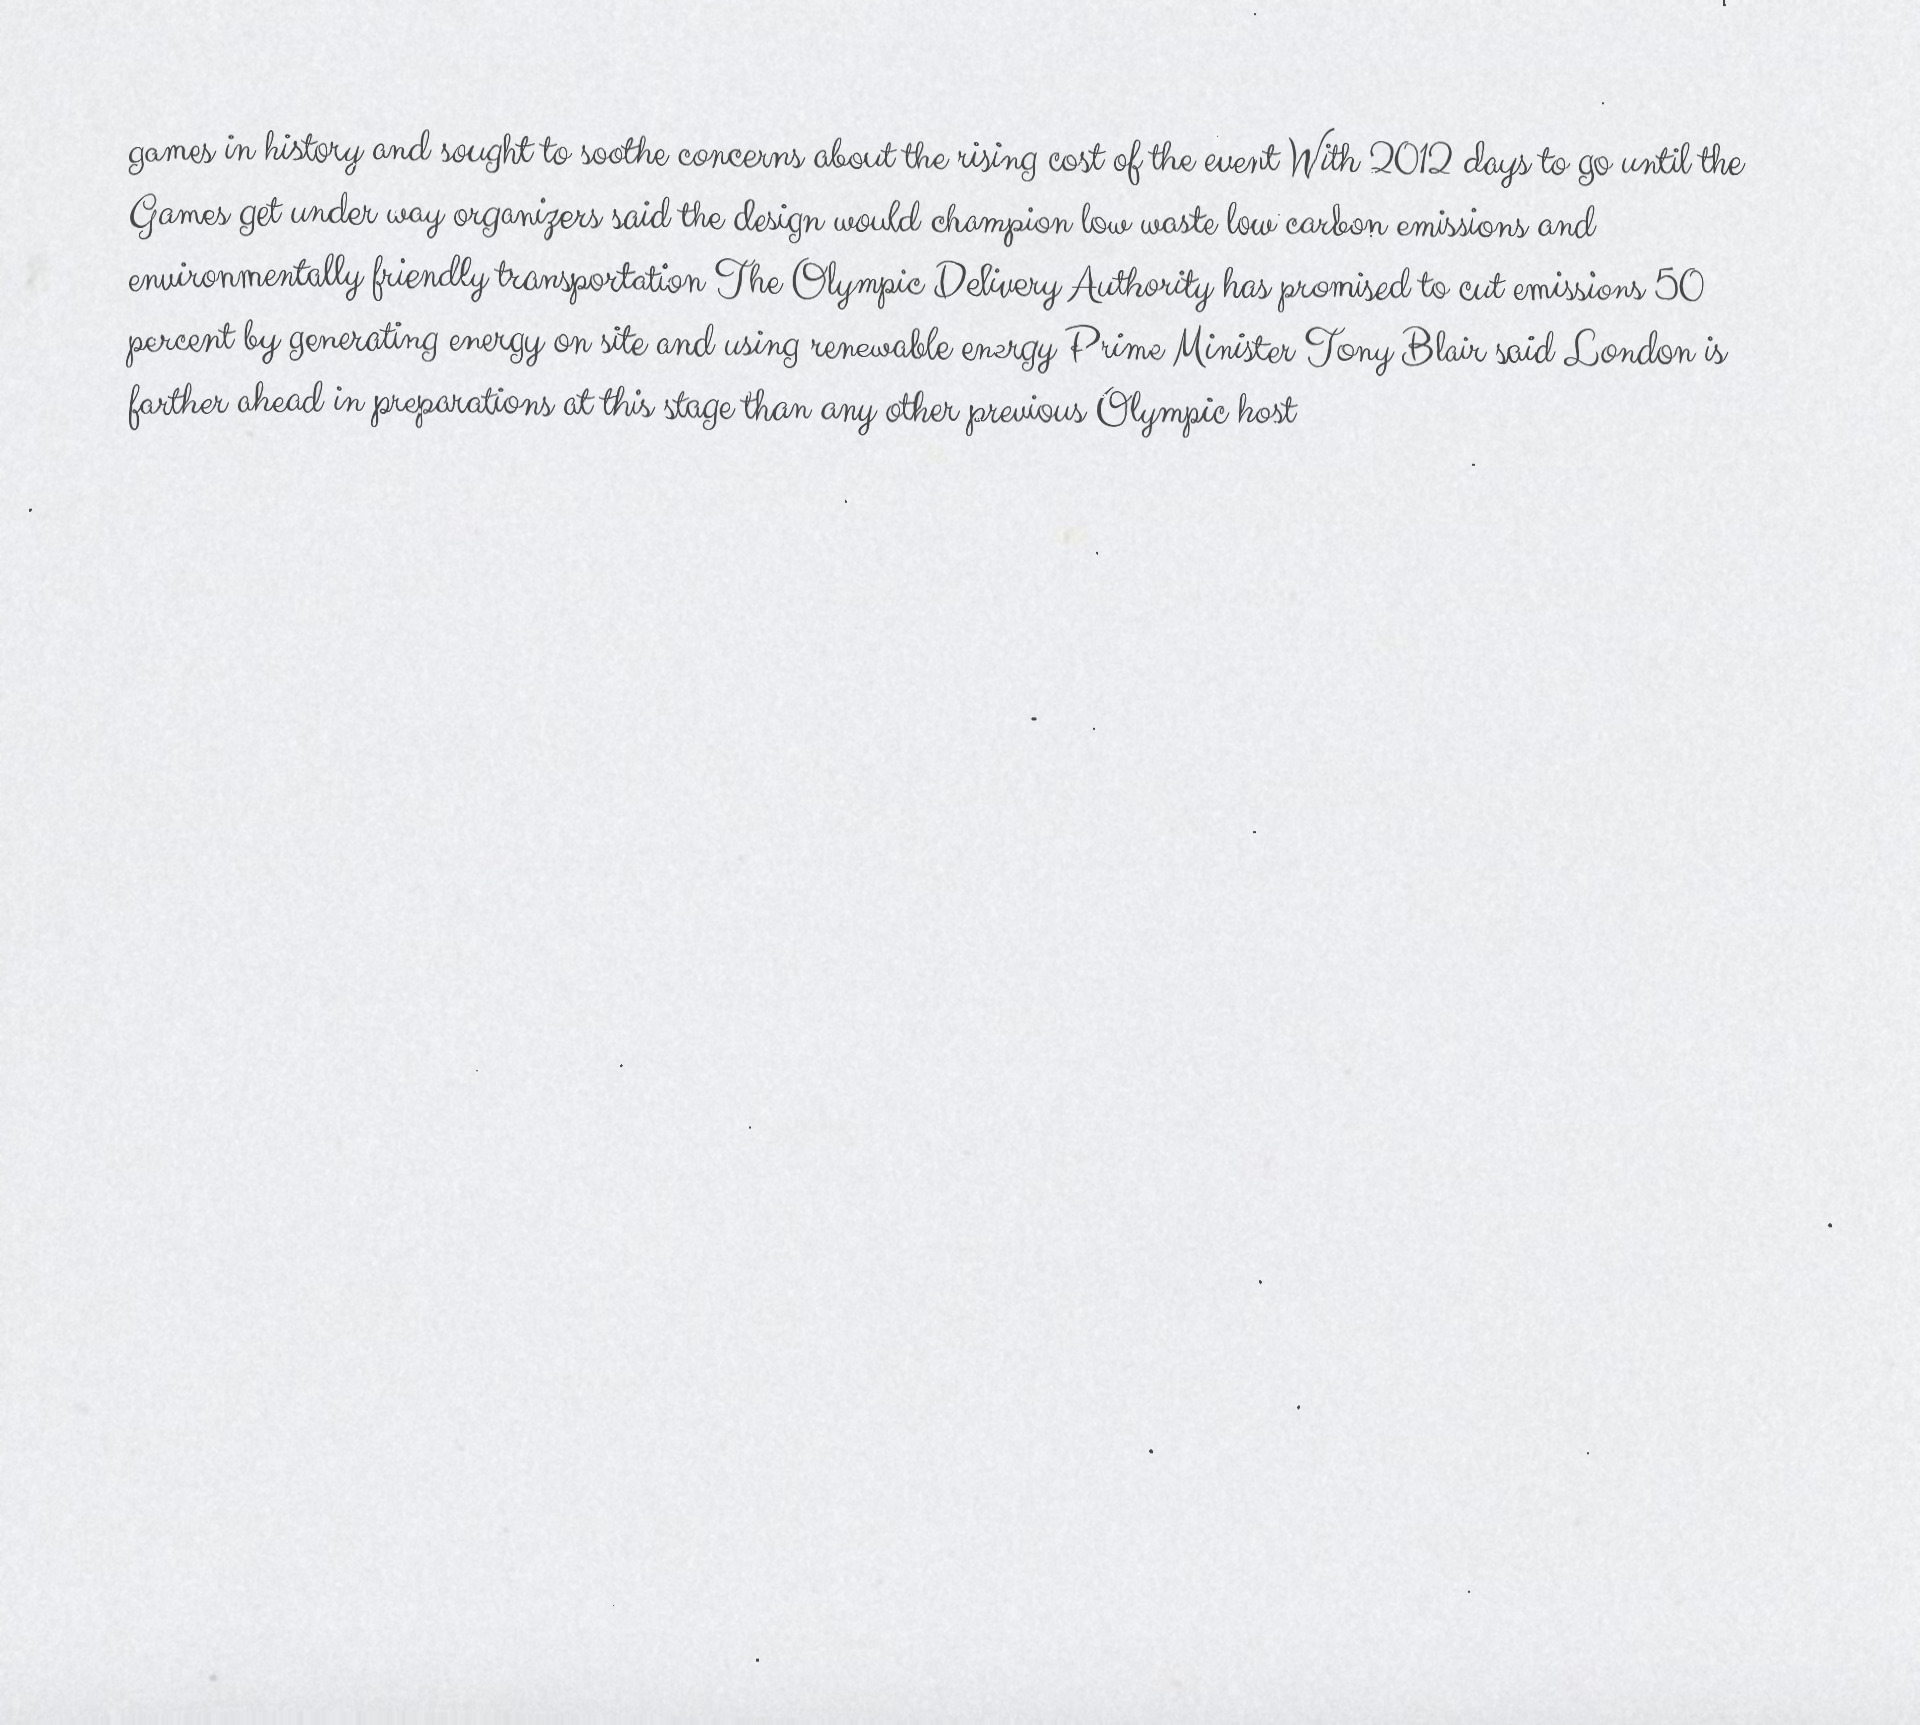 games in history and sought to soothe concerns about the rising cost of the event With 2012 days to go until the
Games get under way organizers said the design would champion low waste low carbon emissions and
environmentally friendly transportation The Olympic Delivery Authority has promised to cut emissions 50
percent by generating energy on site and using renewable energy Prime Minister Tony Blair said London is
farther ahead in preparations at this stage than any other previous Olympic host